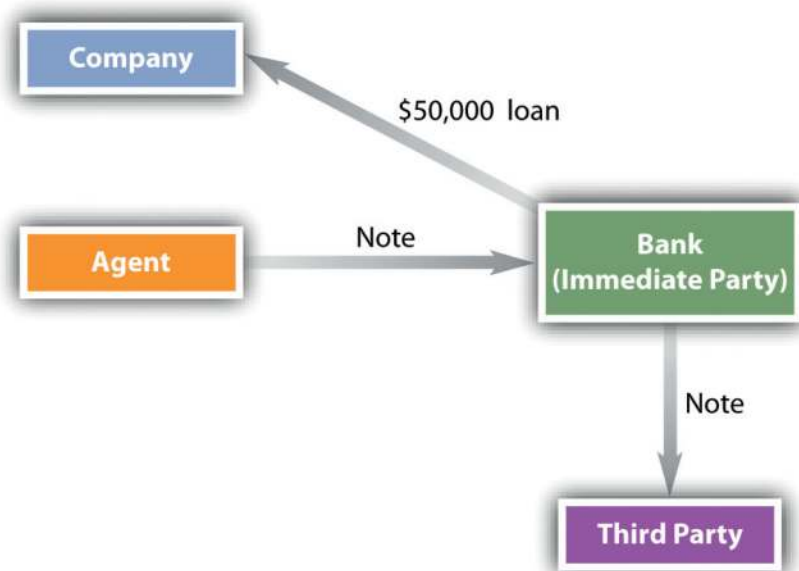 Company
$50,000 loan
Agent
Note
Bank
(Immediate Party)
Note
Third Party